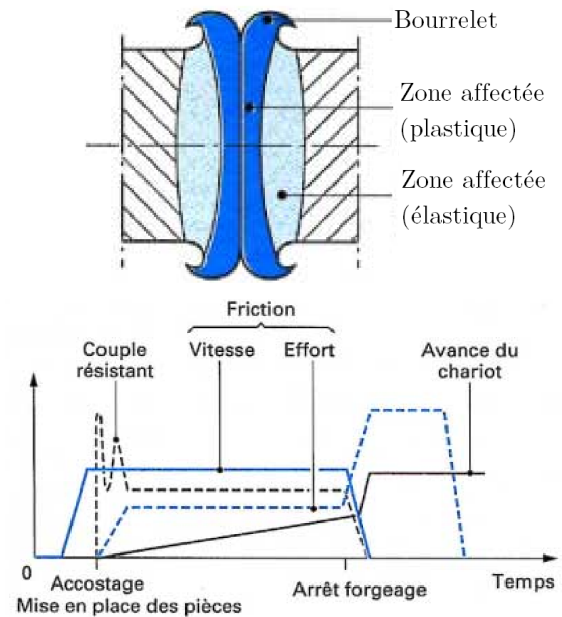 Bourrelet
Zone affectée
(plastique)
Zone affectée
(élastique)
Friction
Couple
résistant
Vitesse
Effort
Avance du
chariot
0
Accostage
Mise en place des pièces
Arrêt forgeage
Temps